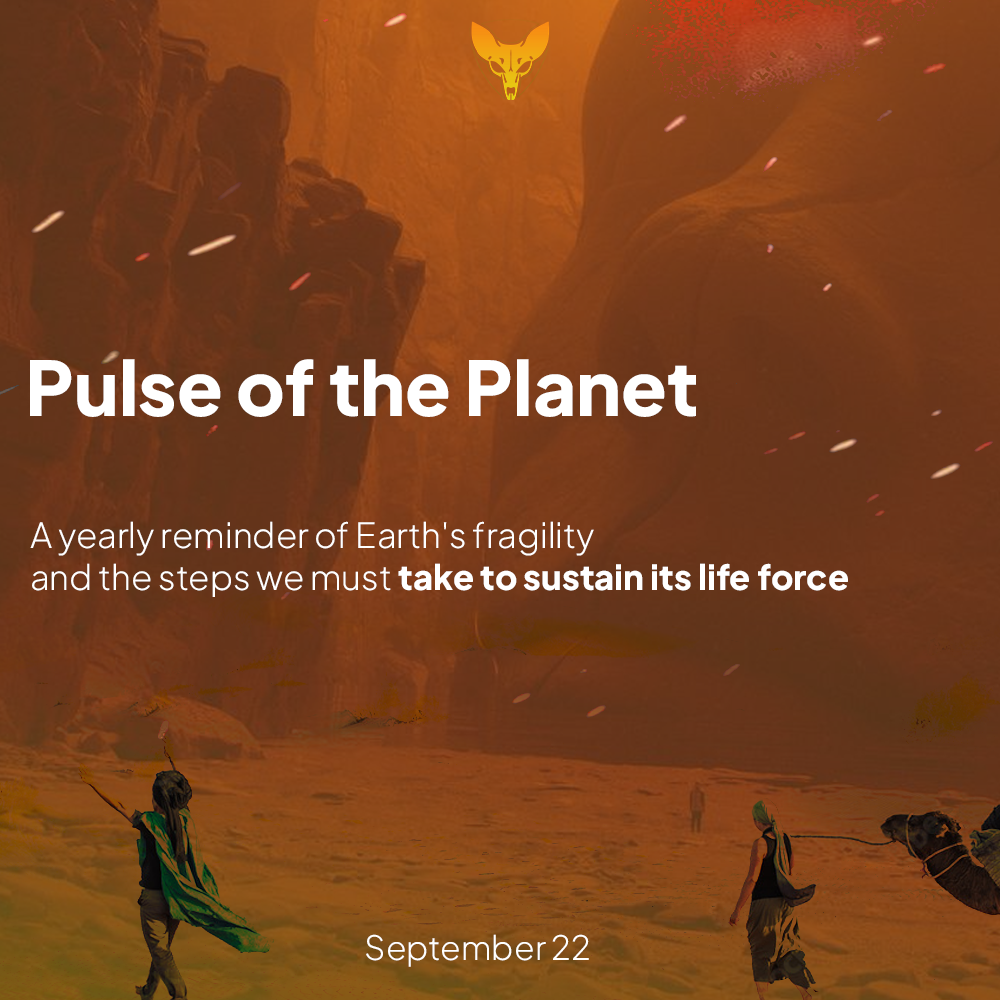 Pulse of the Planet
A yearly reminder of Earth's fragility
and the steps we must take to sustain its life force
September 22